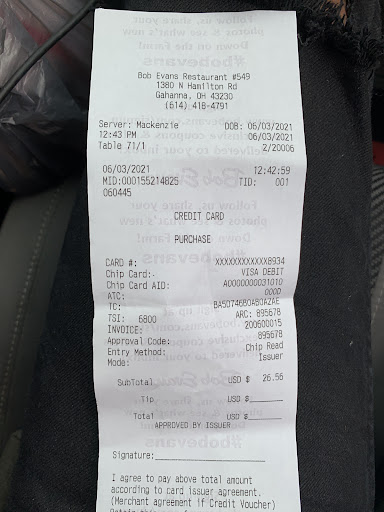 Bob Evans Restaurant #549
1380 N Hamilton Rd
Gahanna, OH 43230
(614) 418-4791
Server: Mackenzie DOB: 06/03/2021
12:43 PM 06/03/2021
Table 71/1 2/20006
06/03/2021 12:42:59
MID:000155214825 TID: 001
060445
CREDIT CARD
PURCHASE
CARD #: XXXXXXXXXXXX8934
Chip Card:- VISA DEBIT
Chip Card AID: A0000000031010
ATC: 000D
TC: BA50746B0AB0A2AE
TSI: 6800 ARC: 895678
INVOICE: 200600015
Approval Code: 895678
Entry Method: Chip Read
Mode: Issuer
SubTotal USD $ 26.56
Tip USD $
Total USD $
APPROVED BY ISSUER
Signature:
I agree to pay above total amount
according to card issuer agreement.
(Merchant agreement if Credit Voucher)